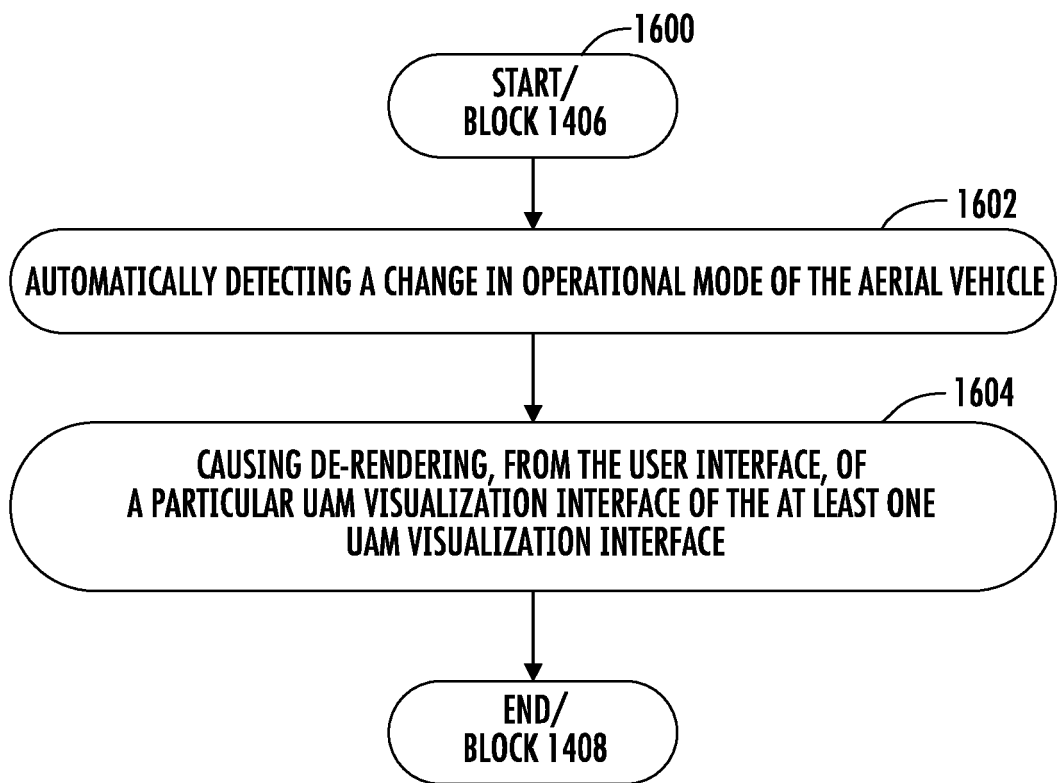 1600
START/
BLOCK 1406
1602
AUTOMATICALLY DETECTING A CHANGE IN OPERATIONAL MODE OF THE AERIAL VEHICLE
1604
CAUSING DE-RENDERING, FROM THE USER INTERFACE, OF
A PARTICULAR UAM VISUALIZATION INTERFACE OF THE AT LEAST ONE
UAM VISUALIZATION INTERFACE
END/
BLOCK 1408